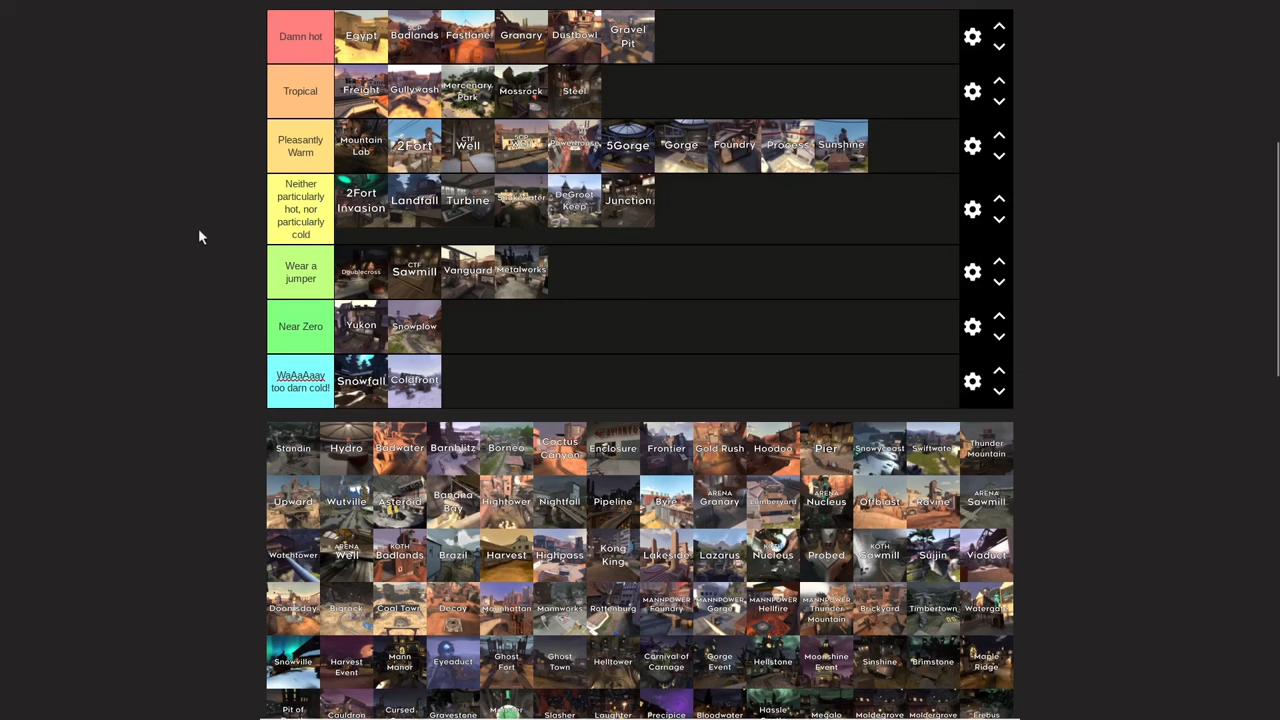 Damn hot
Egypt
5CP
Badlands
Fastlane
Granary
Dustbowl
Gravel
Pit
Tropical
Freight
Gullywash
Mercenary
Park
Mossrock
Steel
Pleasantly
Warm
Mountain
Lab
2Fort
CTF
Well
5CP
Powerhouse
5Gorge
Gorge
Foundry
Process
Sunshine
Neither
particularly
hot, nor
particularly
cold
2Fort
Invasion
Landfall
Turbine
Snakewater
DeGroot
Keep
Junction
Wear a
jumper
Doublecross
CTF
Sawmill
Vanguard
Metalworks
Near Zero
Yukon
Snowplow
WaAaAaay
too darn cold!
Snowfall
Coldfront
Standin
Hydro
Badwater
Barnblitz
Borneo
Cactus
Canyon
Enclosure
Frontier
Gold Rush
Hoodoo
Pier
Snowycoast
Swiftwater
Thunder
Mountain
Upward
Wutville
Asteroid
Banana
Bay
Hightower
Nightfall
Pipeline
Byre
ARENA
Granary
Lumberyard
ARENA
Nucleus
Offblast
Ravine
ARENA
Sawmill
Watchtower
ARENA
Well
KOTH
Badlands
Brazil
Harvest
Highpass
Kong
King
Lakeside
Lazarus
KOTH
Nucleus
Probed
KOTH
Sawmill
Suijin
Viaduct
Doomsday
Bigrock
Coal Town
Decoy
Mannhattan
Mannworks
Rottenburg
MANNPOWER
Foundry
MANNPOWER
Gorge
MANNPOWER
Hellfire
MANNPOWER
Thunder
Mountain
Brickyard
Timbertown
Watergate
Snowville
Harvest
Event
Mann
Manor
Eyeaduct
Ghost
Fort
Ghost
Town
Helltower
Carnival of
Carnage
Gorge
Event
Hellstone
Moonshine
Event
Sinshine
Brimstone
Maple
Ridge
Pit of
Cauldron
Cursed
Gravestone
Slasher
Laughter
Precipice
Bloodwater
Hassle
Megalo
Moldergrove
Erebus